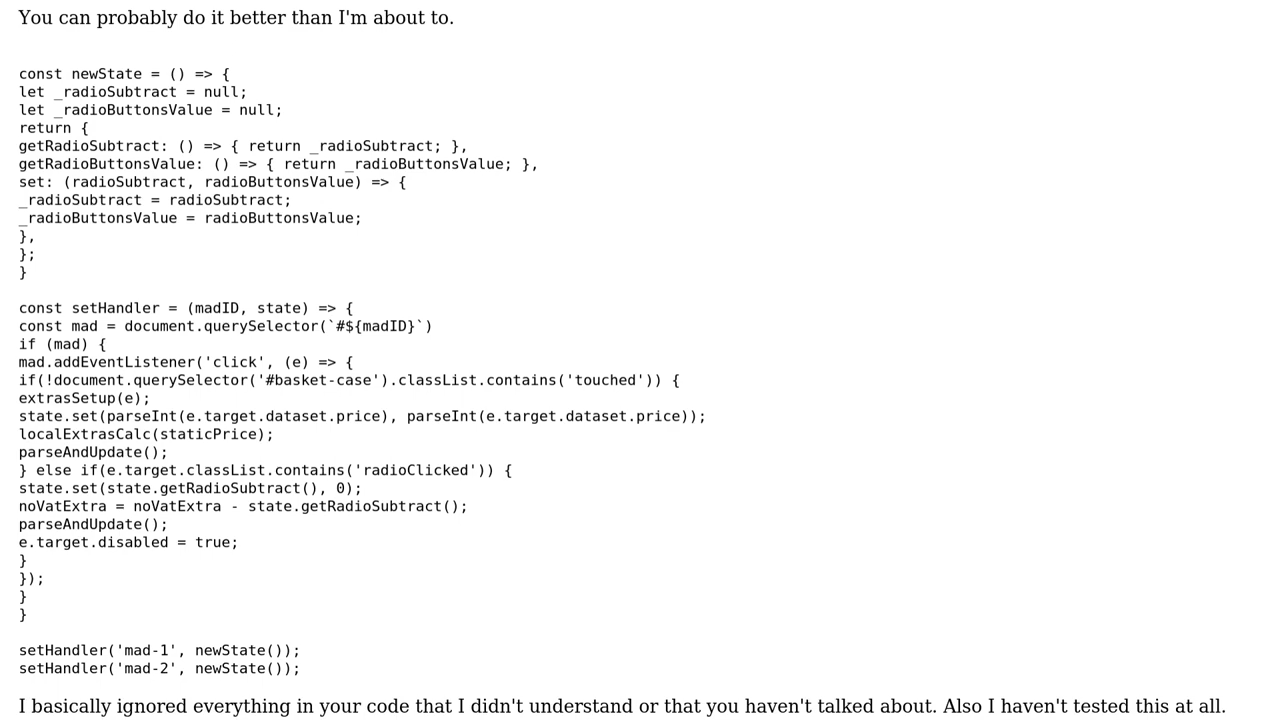 You can probably do it better than I'm about to.
const newState = () => {
let _radioSubtract = null;
let _radioButtonsValue = null;
return {
getRadioSubtract: () => { return _radioSubtract; },
getRadioButtonsValue: () => { return _radioButtonsValue; },
set: (radioSubtract, radioButtonsValue) => {
_radioSubtract = radioSubtract;
_radioButtonsValue = radioButtonsValue;
},
};
}
const setHandler = (madID, state) => {
const mad = document.querySelector(`#${madID}`)
if (mad) {
mad.addEventListener('click', (e) => {
if(!document.querySelector('#basket-case').classList.contains('touched')) {
extrasSetup(e);
state.set(parseInt(e.target.dataset.price), parseInt(e.target.dataset.price));
localExtrasCalc(staticPrice);
parseAndUpdate();
} else if(e.target.classList.contains('radioClicked')) {
state.set(state.getRadioSubtract(), 0);
noVatExtra = noVatExtra - state.getRadioSubtract();
parseAndUpdate();
e.target.disabled = true;
}
});
}
}
setHandler('mad-1', newState());
setHandler('mad-2', newState());
I basically ignored everything in your code that I didn't understand or that you haven't talked about. Also I haven't tested this at all.